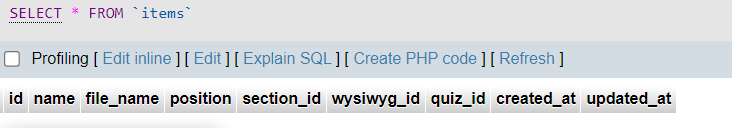 SELECT * FROM `items`
Profiling [ Edit inline ] [ Edit ] [ Explain SQL ] [ Create PHP code ] [ Refresh ]
id name file_name position section_id wysiwyg_id quiz_id created_at updated_at